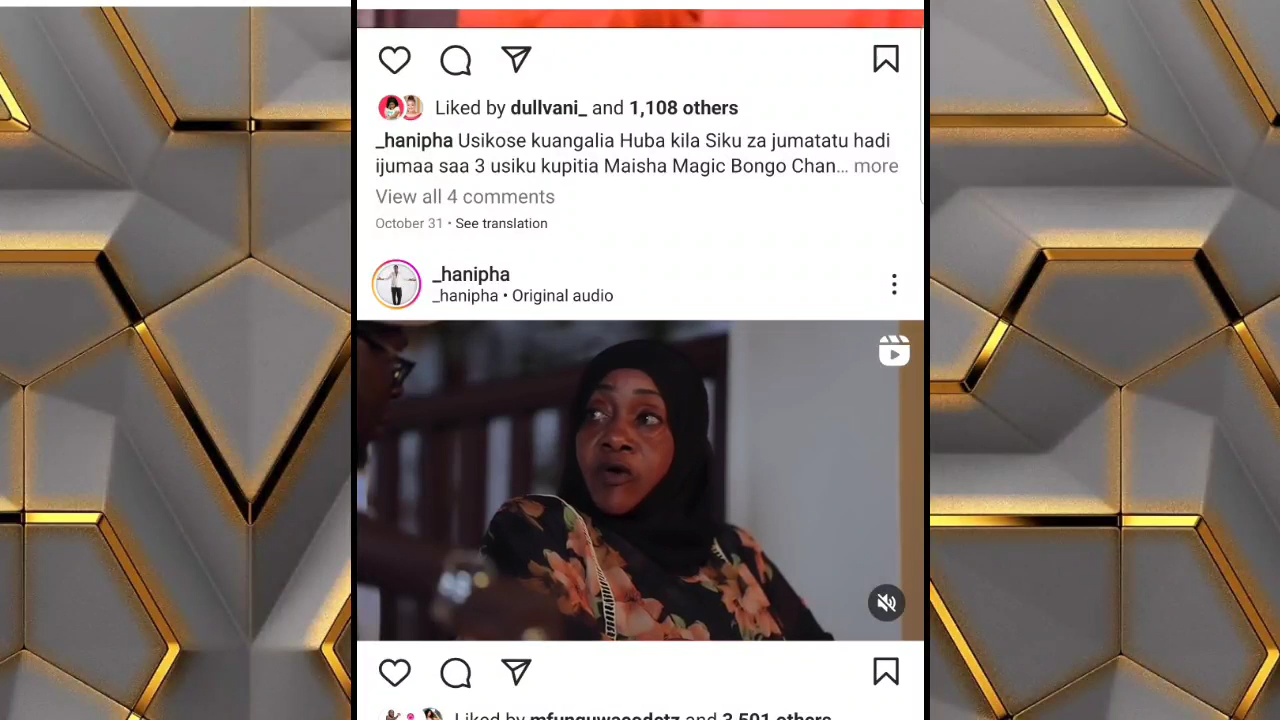 Liked by dullvani_ and 1,108 others
_hanipha Usikose kuangalia Huba kila Siku za jumatatu hadi
ijumaa saa 3 usiku kupitia Maisha Magic Bongo Chan... more
View all 4 comments
October 31 • See translation
_hanipha
_hanipha • Original audio
Liked by mfunguwacodetz and 3,501 others